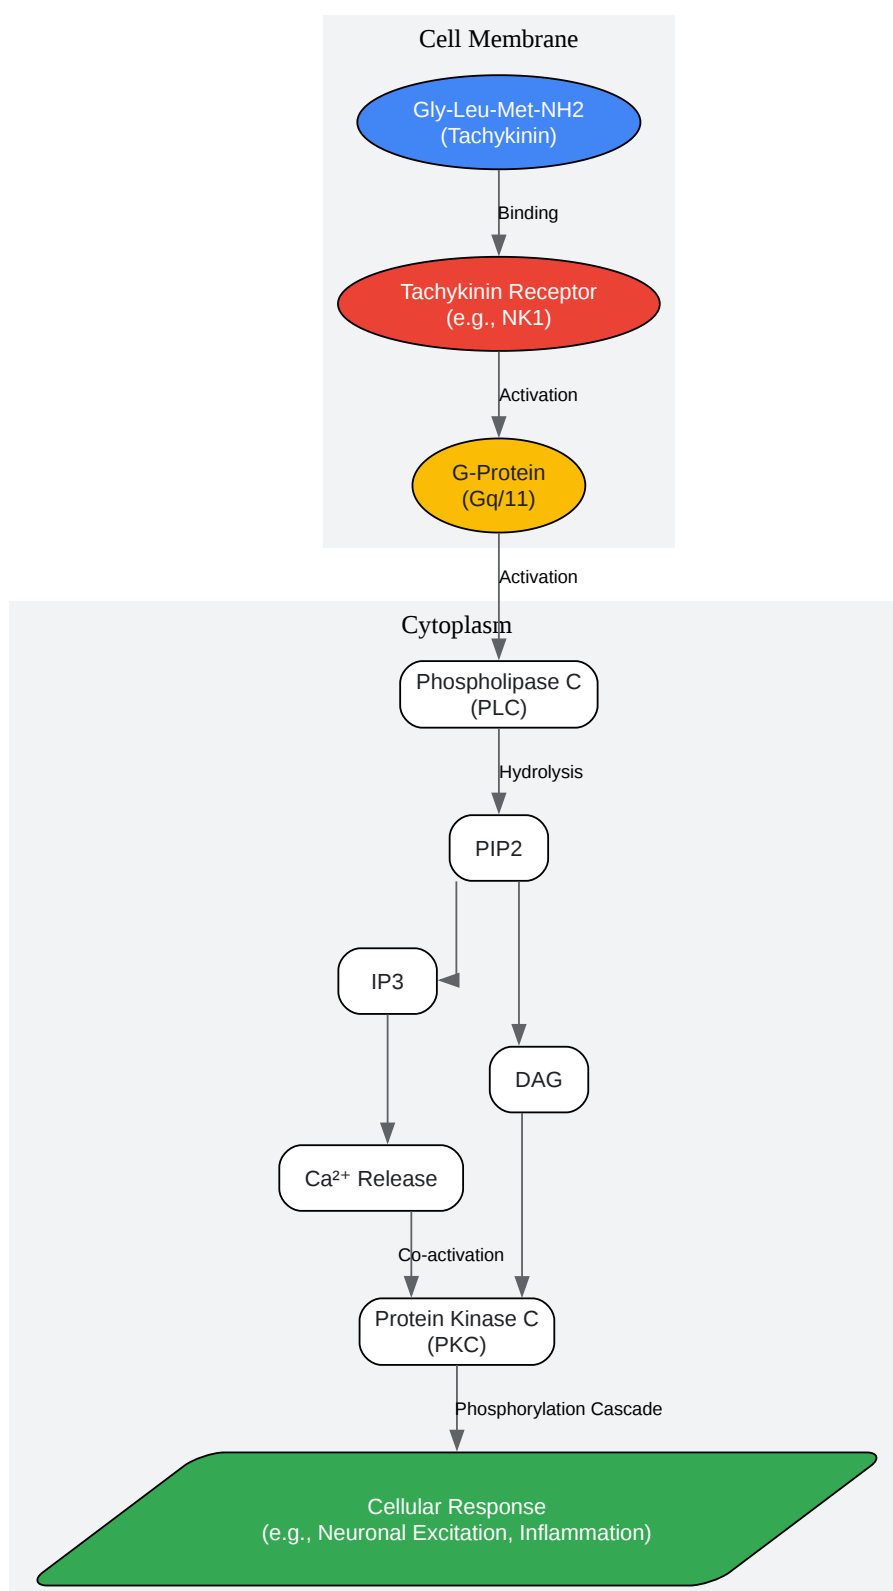 Cell Membrane
Gly-Leu-Met-NH2
(Tachykinin)
Binding
Tachykinin Receptor
(e.g., NK1)
Activation
G-Protein
(Gq/11)
Activation
Cytoplasm
Phospholipase C
(PLC)
Hydrolysis
PIP2
IP3
DAG
Ca²⁺ Release
Co-activation
Protein Kinase C
(PKC)
Phosphorylation Cascade
Cellular Response
(e.g., Neuronal Excitation, Inflammation)